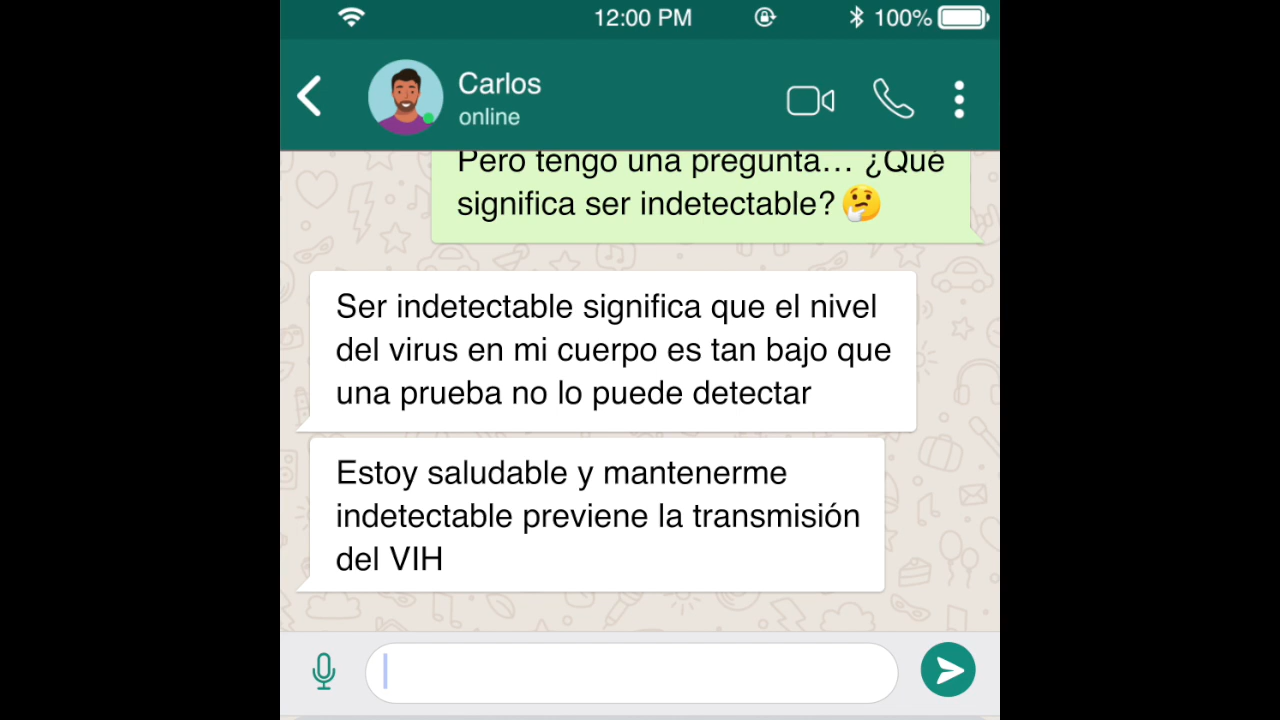 12:00 PM
100%
Carlos
online
Pero tengo una pregunta... ¿Qué
significa ser indetectable? 🤔
Ser indetectable significa que el nivel
del virus en mi cuerpo es tan bajo que
una prueba no lo puede detectar
Estoy saludable y mantenerme
indetectable previene la transmisión
del VIH